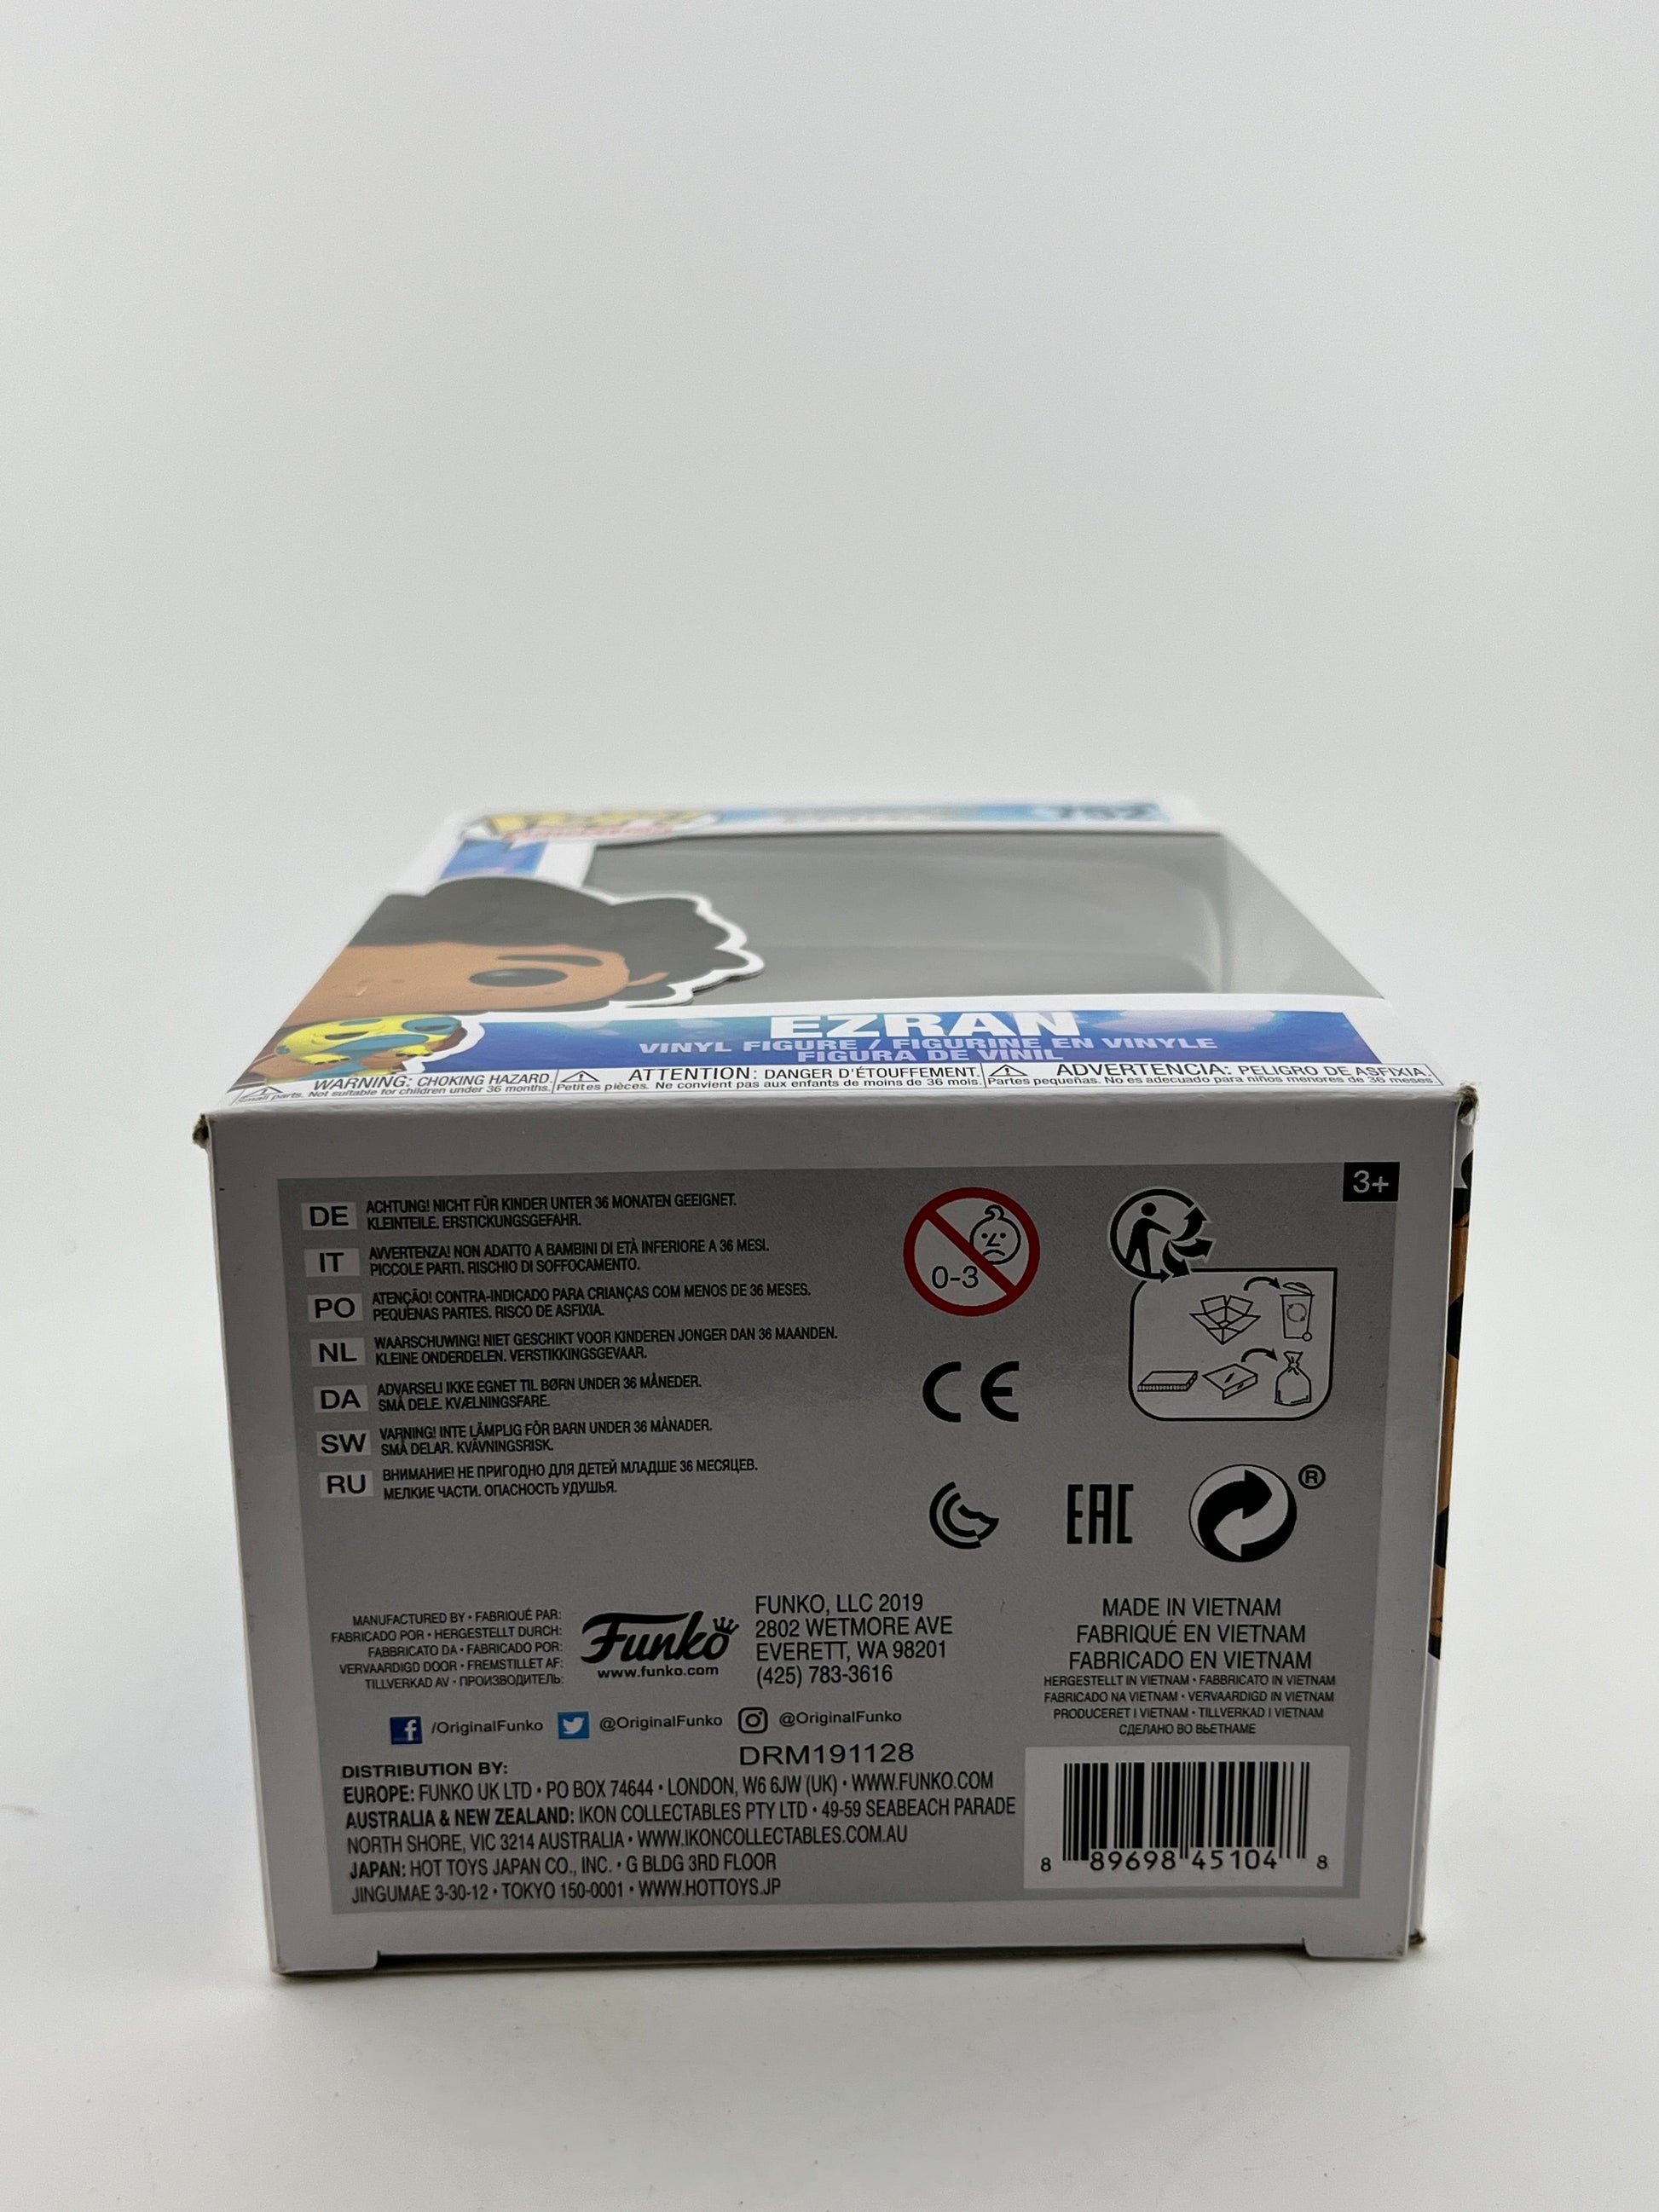 752
EZRAN
VINYL FIGURE / FIGURINE EN VINYLE
FIGURA DE VINIL
WARNING: CHOKING HAZARD.
Small parts. Not suitable for children under 36 months.
ATTENTION: DANGER D'ÉTOUFFEMENT.
Petites pièces. Ne convient pas aux enfants de moins de 36 mois.
ADVERTENCIA: PELIGRO DE ASFIXIA.
Partes pequeñas. No es adecuado para niños menores de 36 meses.
3+
DE ACHTUNG! NICHT FÜR KINDER UNTER 36 MONATEN GEEIGNET.
KLEINTEILE. ERSTICKUNGSGEFAHR.
IT AVVERTENZA! NON ADATTO A BAMBINI DI ETÀ INFERIORE A 36 MESI.
PICCOLE PARTI. RISCHIO DI SOFFOCAMENTO.
PO ATENÇÃO! CONTRA-INDICADO PARA CRIANÇAS COM MENOS DE 36 MESES.
PEQUENAS PARTES. RISCO DE ASFIXIA.
NL WAARSCHUWING! NIET GESCHIKT VOOR KINDEREN JONGER DAN 36 MAANDEN.
KLEINE ONDERDELEN. VERSTIKKINGSGEVAAR.
DA ADVARSEL! IKKE EGNET TIL BØRN UNDER 36 MÅNEDER.
SMÅ DELE. KVÆLNINGSFARE.
SW VARNING! INTE LÄMPLIG FÖR BARN UNDER 36 MÅNADER.
SMÅ DELAR. KVÄVNINGSRISK.
RU ВНИМАНИЕ! НЕ ПРИГОДНО ДЛЯ ДЕТЕЙ МЛАДШЕ 36 МЕСЯЦЕВ.
МЕЛКИЕ ЧАСТИ. ОПАСНОСТЬ УДУШЬЯ.
0-3
CE
EAC
®
MANUFACTURED BY • FABRIQUÉ PAR:
FABRICADO POR • HERGESTELLT DURCH:
FABBRICATO DA • FABRICADO POR:
VERVAARDIGD DOOR • FREMSTILLET AF:
TILLVERKAD AV • ПРОИЗВОДИТЕЛЬ:
Funko
www.funko.com
FUNKO, LLC 2019
2802 WETMORE AVE
EVERETT, WA 98201
(425) 783-3616
MADE IN VIETNAM
FABRIQUÉ EN VIETNAM
FABRICADO EN VIETNAM
HERGESTELLT IN VIETNAM • FABBRICATO IN VIETNAM
FABRICADO NA VIETNAM • VERVAARDIGD IN VIETNAM
PRODUCERET I VIETNAM • TILLVERKAD I VIETNAM
СДЕЛАНО ВО ВЬЕТНАМЕ
/OriginalFunko @OriginalFunko @OriginalFunko
DRM191128
DISTRIBUTION BY:
EUROPE: FUNKO UK LTD • PO BOX 74644 • LONDON, W6 6JW (UK) • WWW.FUNKO.COM
AUSTRALIA & NEW ZEALAND: IKON COLLECTABLES PTY LTD • 49-59 SEABEACH PARADE
NORTH SHORE, VIC 3214 AUSTRALIA • WWW.IKONCOLLECTABLES.COM.AU
JAPAN: HOT TOYS JAPAN CO., INC. • G BLDG 3RD FLOOR
JINGUMAE 3-30-12 • TOKYO 150-0001 • WWW.HOTTOYS.JP
8 89698 45104 8